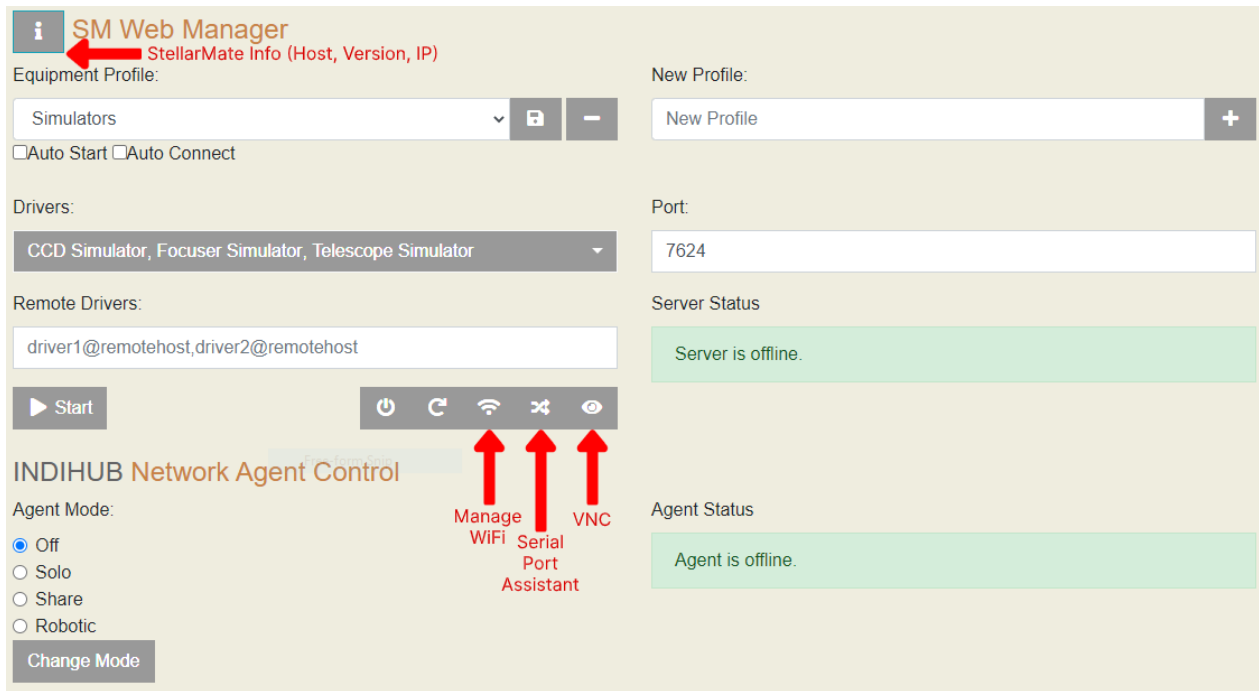 SM Web Manager
StellarMate Info (Host, Version, IP)
Equipment Profile:
New Profile:
Simulators
New Profile
Auto Start Auto Connect
Drivers:
Port:
CCD Simulator, Focuser Simulator, Telescope Simulator
7624
Remote Drivers:
Server Status
driver1@remotehost,driver2@remotehost
Server is offline.
Start
Free-form Snip
INDIHUB Network Agent Control
Agent Mode:
Agent Status
Manage
WiFi
Serial
Port
Assistant
VNC
Off
Agent is offline.
Solo
Share
Robotic
Change Mode